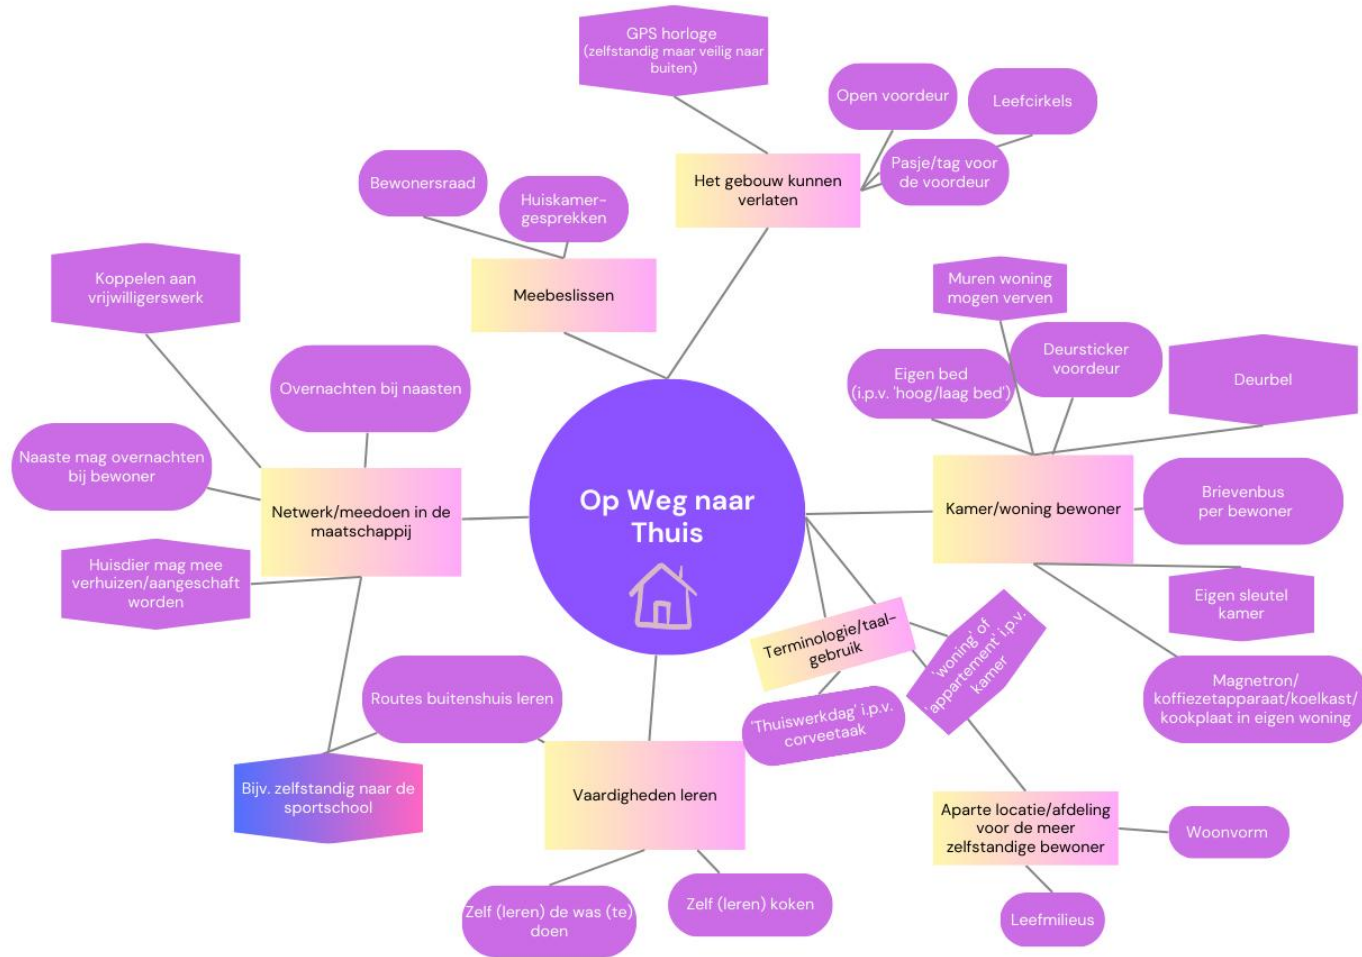 GPS horloge
(zelfstandig maar veilig naar
buiten)
Open voordeur
Leefcirkels
Pasje/tag voor
de voordeur
Het gebouw kunnen
verlaten
Bewonersraad
Huiskamer-
gesprekken
Meebeslissen
Koppelen aan
vrijwilligerswerk
Overnachten bij naasten
Naaste mag overnachten
bij bewoner
Netwerk/meedoen in de
maatschappij
Huisdier mag mee
verhuizen/aangeschaft
worden
Op Weg naar
Thuis
Muren woning
mogen verven
Deursticker
voordeur
Eigen bed
(i.p.v. 'hoog/laag bed')
Deurbel
Kamer/woning bewoner
Brievenbus
per bewoner
Eigen sleutel
kamer
Magnetron/
koffiezetapparaat/koelkast/
kookplaat in eigen woning
Terminologie/taal-
gebruik
'woning' of
'appartement' i.p.v.
kamer
'Thuiswerkdag' i.p.v.
corveetaak
Routes buitenshuis leren
Bijv. zelfstandig naar de
sportschool
Vaardigheden leren
Zelf (leren) de was (te)
doen
Zelf (leren) koken
Aparte locatie/afdeling
voor de meer
zelfstandige bewoner
Woonvorm
Leefmilieus